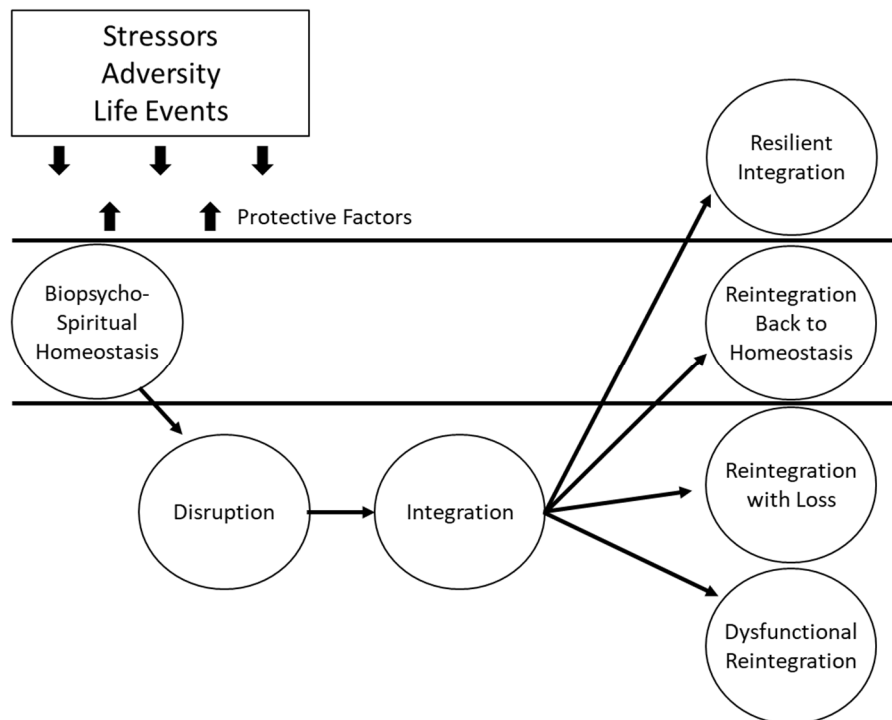 Stressors
Adversity
Life Events
Protective Factors
Biopsycho-
Spiritual
Homeostasis
Disruption
Integration
Resilient
Integration
Reintegration
Back to
Homeostasis
Reintegration
with Loss
Dysfunctional
Reintegration